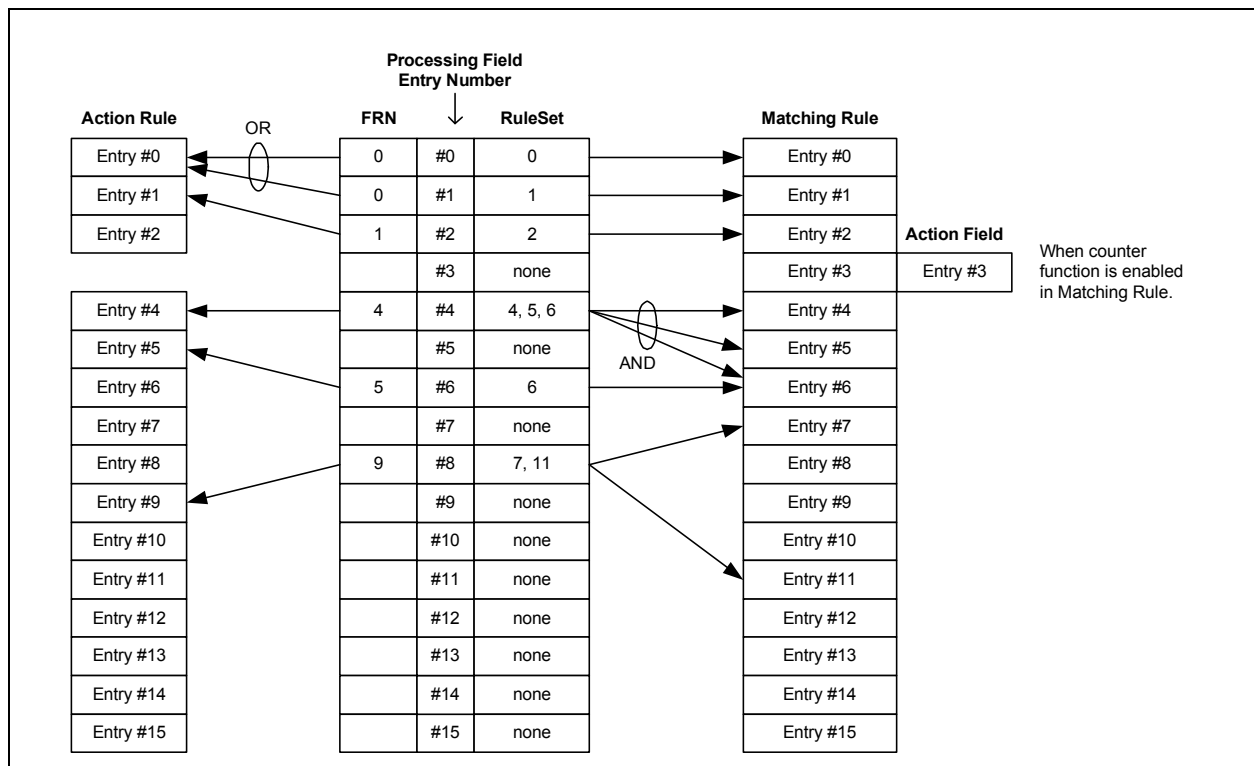 Processing Field
Entry Number
Action Rule OR FRN RuleSet Matching Rule
Entry #0 0 #0 0 Entry #0
Entry #1 0 #1 1 Entry #1
Entry #2 1 #2 2 Entry #2 Action Field
#3 none Entry #3 Entry #3
When counter
function is enabled
in Matching Rule.
Entry #4 4 #4 4, 5, 6 Entry #4
Entry #5 #5 none AND Entry #5
Entry #6 5 #6 6 Entry #6
Entry #7 #7 none Entry #7
Entry #8 9 #8 7, 11 Entry #8
Entry #9 #9 none Entry #9
Entry #10 #10 none Entry #10
Entry #11 #11 none Entry #11
Entry #12 #12 none Entry #12
Entry #13 #13 none Entry #13
Entry #14 #14 none Entry #14
Entry #15 #15 none Entry #15